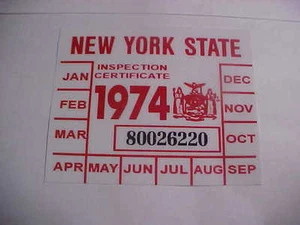 NEW YORK STATE
INSPECTION
CERTIFICATE
JAN
DEC
1974
FEB
NOV
MAR
80026220
OCT
APR MAY JUN JUL AUG SEP